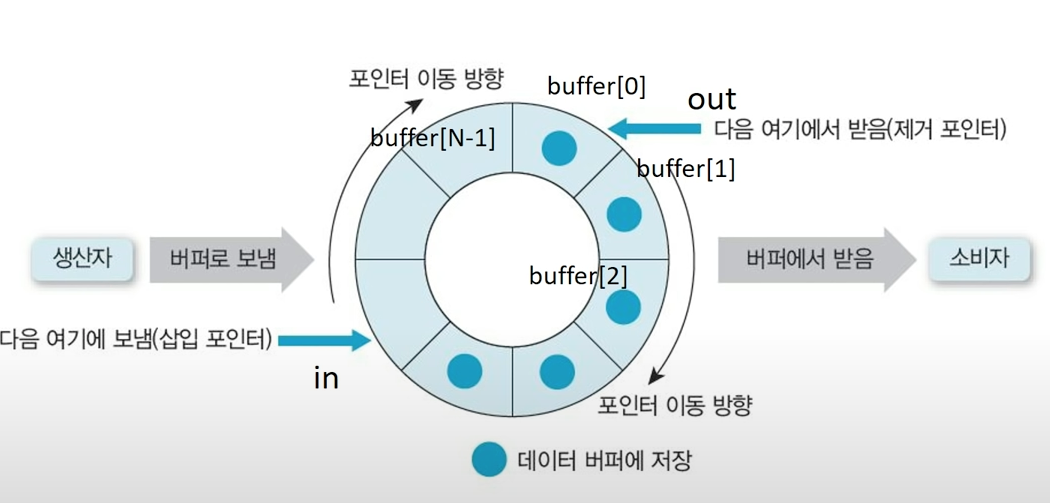 포인터 이동 방향
buffer[0]
out
다음 여기에서 받음(제거 포인터)
buffer[N-1]
buffer[1]
생산자
버퍼로 보냄
버퍼에서 받음
소비자
buffer[2]
다음 여기에 보냄(삽입 포인터)
in
포인터 이동 방향
데이터 버퍼에 저장